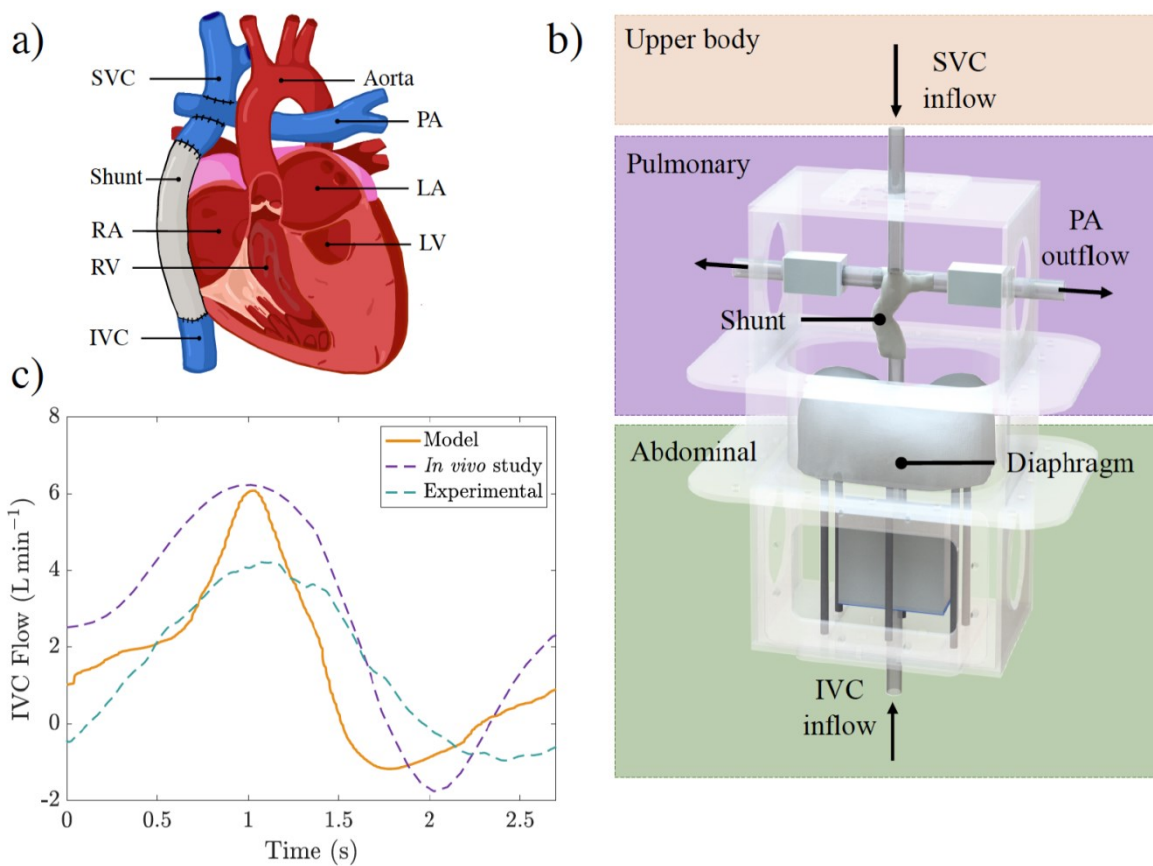 a)
SVC
Aorta
PA
Shunt
LA
RA
LV
RV
IVC
b)
Upper body
SVC
inflow
Pulmonary
PA
outflow
Shunt
Abdominal
Diaphragm
IVC
inflow
c)
8
6
4
2
0
-2
IVC Flow (L min⁻¹)
Model
In vivo study
Experimental
0
0.5
1
1.5
2
2.5
Time (s)